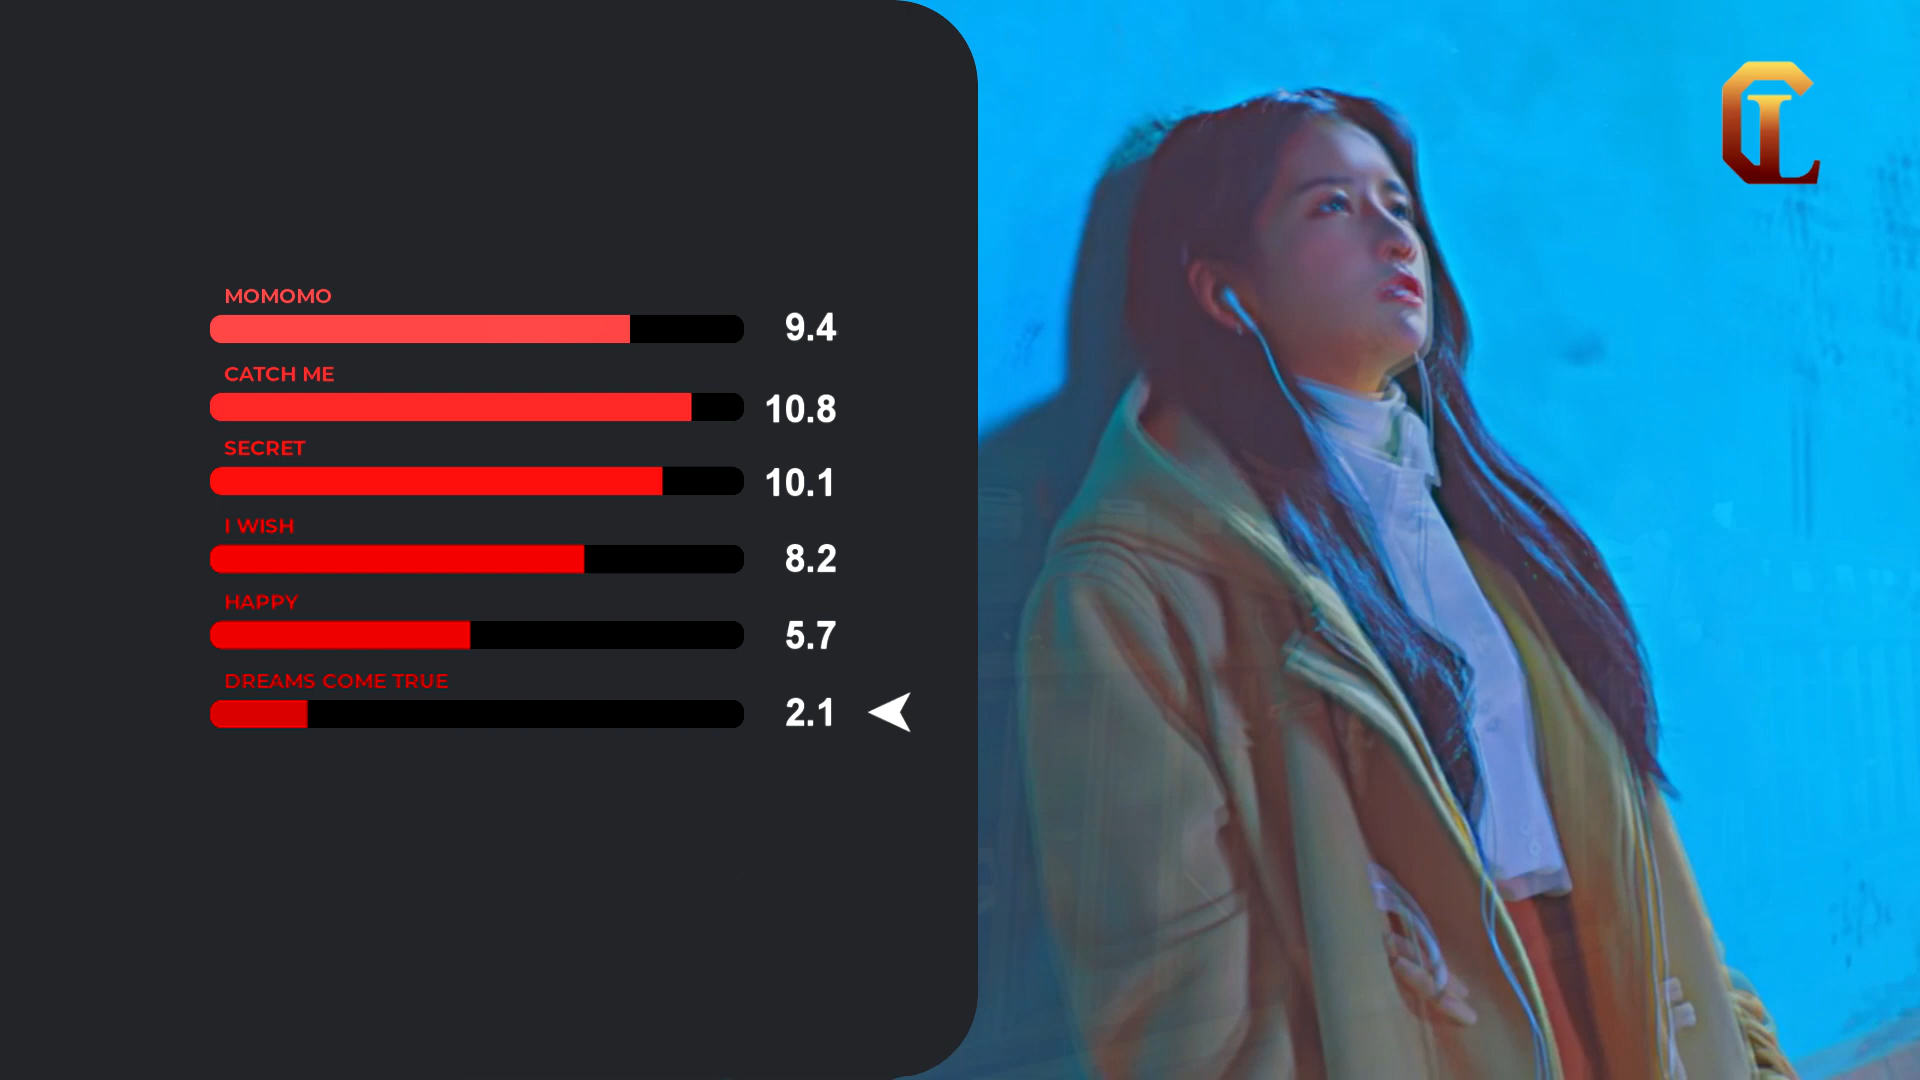 MOMOMO
9.4
CATCH ME
10.8
SECRET
10.1
I WISH
8.2
HAPPY
5.7
DREAMS COME TRUE
2.1
CL